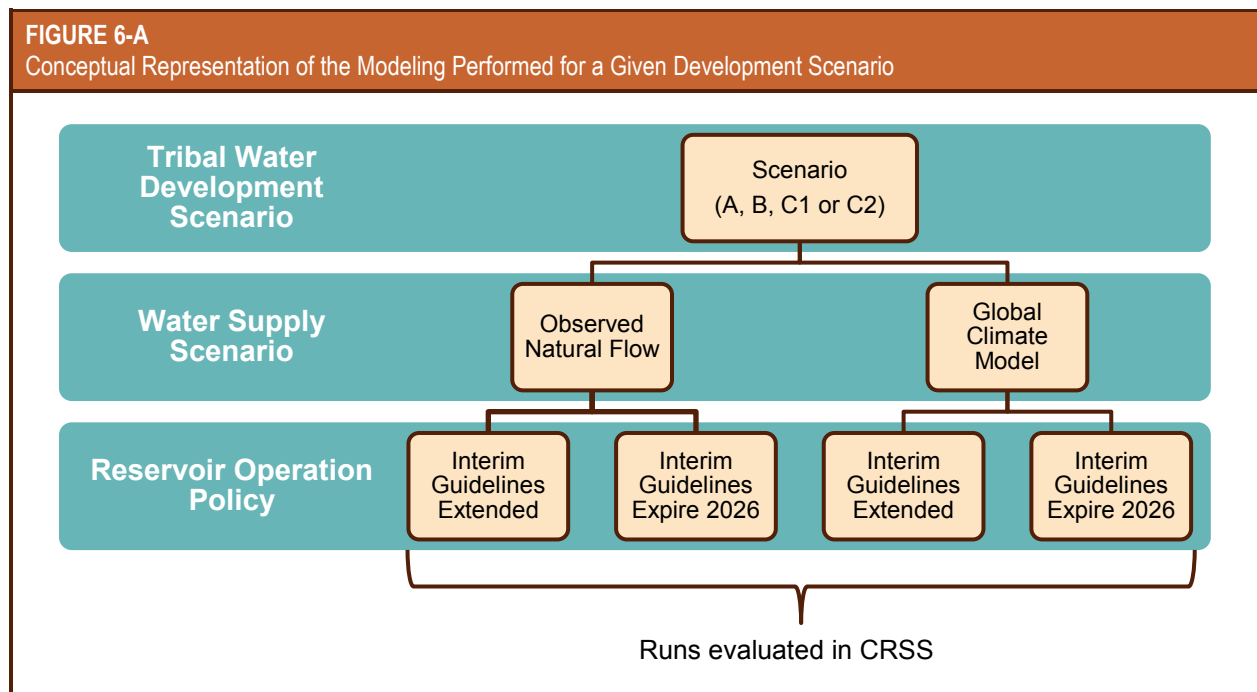 FIGURE 6-A
Conceptual Representation of the Modeling Performed for a Given Development Scenario
Tribal Water
Development
Scenario
Scenario
(A, B, C1 or C2)
Water Supply
Scenario
Observed
Natural Flow
Global
Climate
Model
Reservoir Operation
Policy
Interim
Guidelines
Extended
Interim
Guidelines
Expire 2026
Interim
Guidelines
Extended
Interim
Guidelines
Expire 2026
Runs evaluated in CRSS